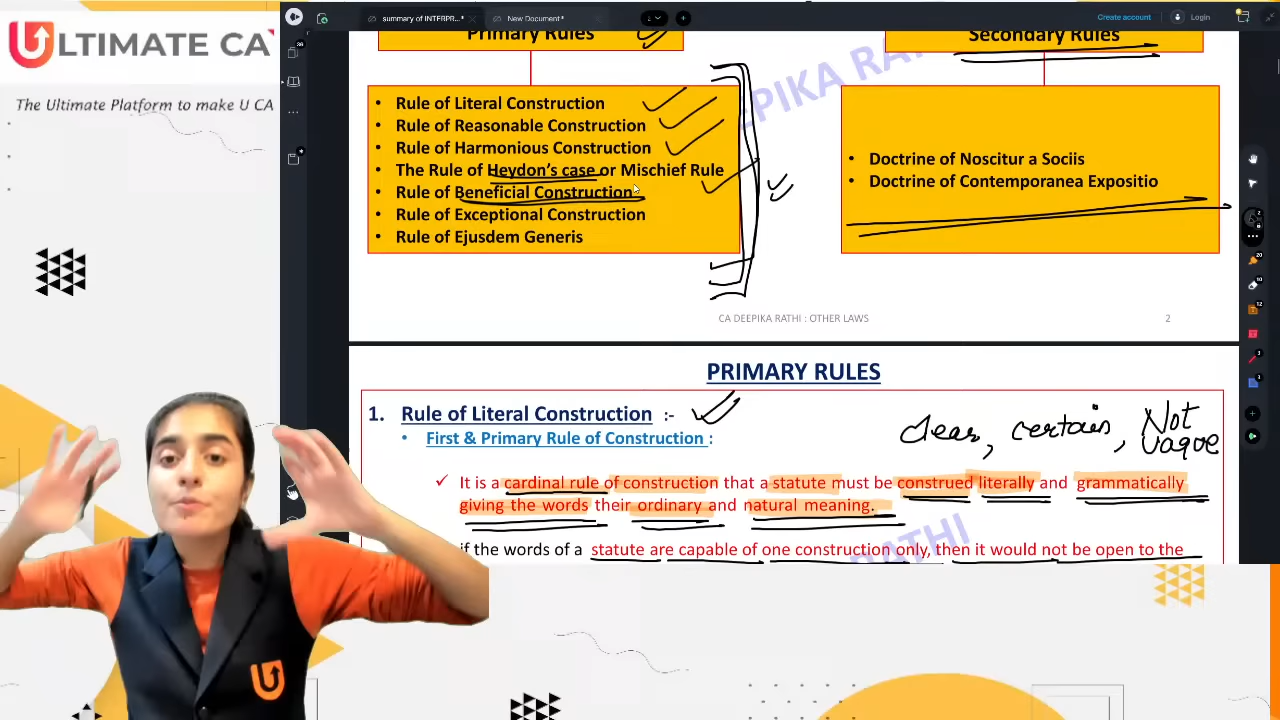 ULTIMATE CA
The Ultimate Platform to make U CA
summary of INTERPR...*
New Document*
2
Create account
Login
Primary Rules
Secondary Rules
• Rule of Literal Construction
• Rule of Reasonable Construction
• Rule of Harmonious Construction
• The Rule of Heydon's case or Mischief Rule
• Rule of Beneficial Construction
• Rule of Exceptional Construction
• Rule of Ejusdem Generis
• Doctrine of Noscitur a Sociis
• Doctrine of Contemporanea Expositio
EPIKA RA
CA DEEPIKA RATHI : OTHER LAWS
2
PRIMARY RULES
1. Rule of Literal Construction :-
• First & Primary Rule of Construction :
clear, certain, Not Vague
✓ It is a cardinal rule of construction that a statute must be construed literally and grammatically
giving the words their ordinary and natural meaning.
if the words of a statute are capable of one construction only, then it would not be open to the
RATHI